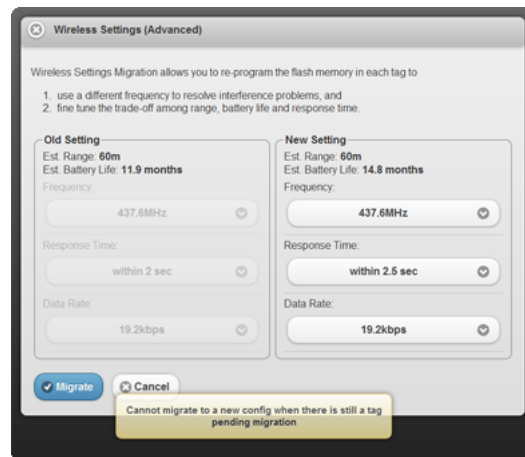 Wireless Settings (Advanced)
Wireless Settings Migration allows you to re-program the flash memory in each tag to
1. use a different frequency to resolve interference problems, and
2. fine tune the trade-off among range, battery life and response time.
Old Setting
Est. Range: 60m
Est. Battery Life: 11.9 months
Frequency:
437.6MHz
Response Time:
within 2 sec
Data Rate:
19.2kbps
New Setting
Est. Range: 60m
Est. Battery Life: 14.8 months
Frequency:
437.6MHz
Response Time:
within 2.5 sec
Data Rate:
19.2kbps
Migrate
Cancel
Cannot migrate to a new config when there is still a tag
pending migration